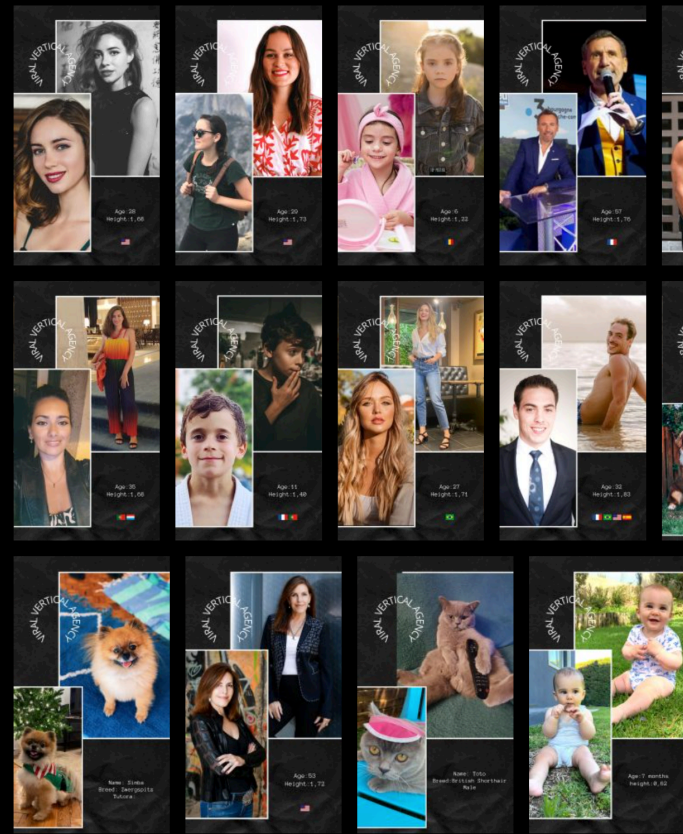 VIRAL VERTICAL AGENCY
Age:28
Height:1,68
VIRAL VERTICAL AGENCY
Age:29
Height:1,73
VIRAL VERTICAL AGENCY
Age:6
Height:1,22
VIRAL VERTICAL AGENCY
3
Age:57
Height:1,76
VIRAL VERTICAL AGENCY
Age:35
Height:1,68
VIRAL VERTICAL AGENCY
Age:11
Height:1,40
VIRAL VERTICAL AGENCY
Age:37
Height:1,71
VIRAL VERTICAL AGENCY
Age:32
Height:1,83
VIRAL VERTICAL AGENCY
Name: Simba
Breed: Zwergspitz
VIRAL VERTICAL AGENCY
Age:53
Height:1,72
VIRAL VERTICAL AGENCY
Name: Toto
Breed:British Shorthair
Male
VIRAL VERTICAL AGENCY
Age:7 months
height:0,82